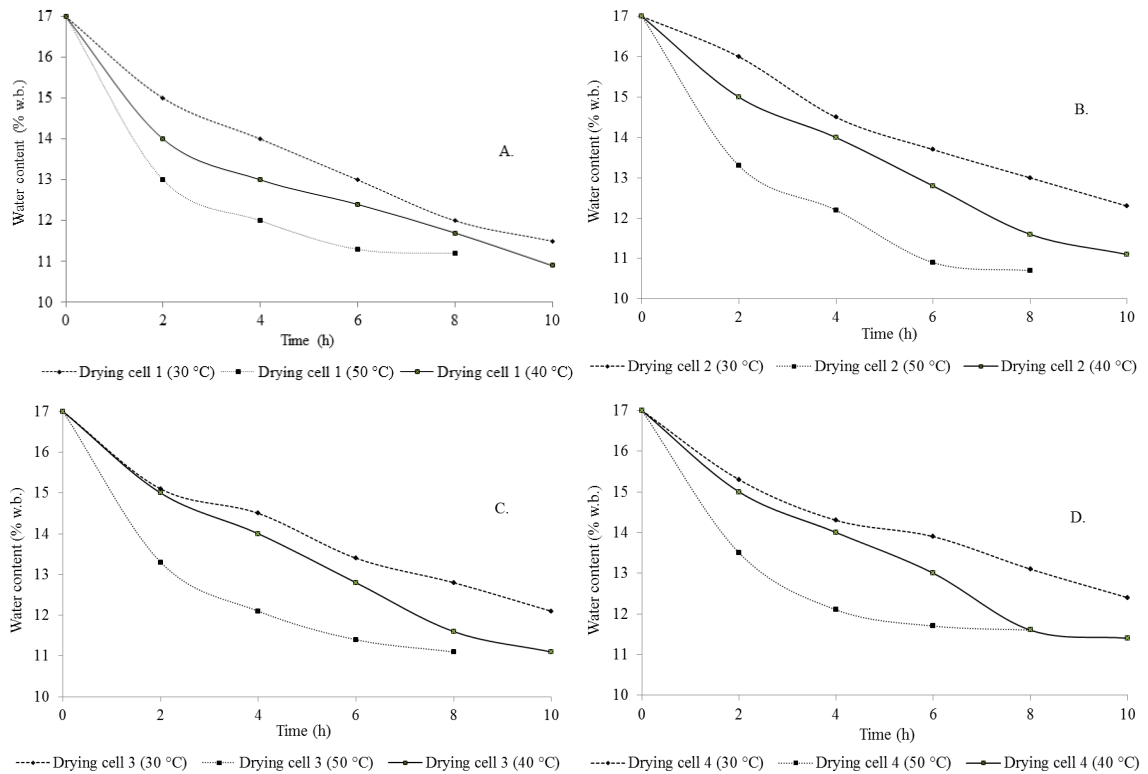 17
16
15
14
13
12
11
10
Water content (% w.b.)
A.
0 2 4 6 8 10
Time (h)
Drying cell 1 (30 °C) Drying cell 1 (50 °C) Drying cell 1 (40 °C)
17
16
15
14
13
12
11
10
Water content (% w.b.)
B.
0 2 4 6 8 10
Time (h)
Drying cell 2 (30 °C) Drying cell 2 (50 °C) Drying cell 2 (40 °C)
17
16
15
14
13
12
11
10
Water content (% w.b.)
C.
0 2 4 6 8 10
Time (h)
Drying cell 3 (30 °C) Drying cell 3 (50 °C) Drying cell 3 (40 °C)
17
16
15
14
13
12
11
10
Water content (% w.b.)
D.
0 2 4 6 8 10
Time (h)
Drying cell 4 (30 °C) Drying cell 4 (50 °C) Drying cell 4 (40 °C)